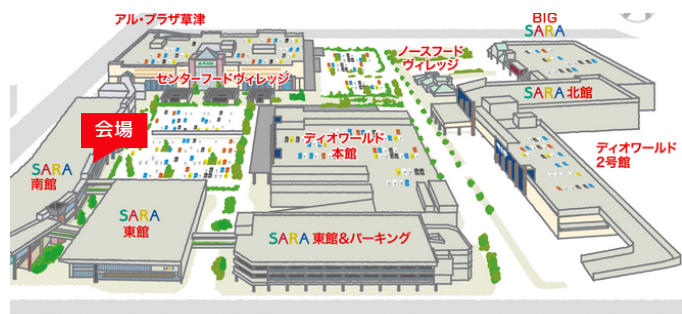 アル・プラザ草津
BIG
SARA
ノースフード
ヴィレッジ
センターフードヴィレッジ
SARA 北館
会場
ディオワールド
本館
ディオワールド
2号館
SARA
南館
SARA
東館
SARA 東館&パーキング